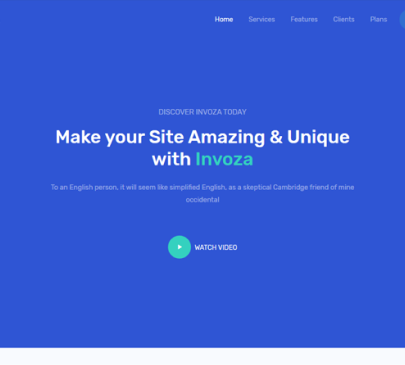 Home Services Features Clients Plans
DISCOVER INVOZA TODAY
Make your Site Amazing & Unique
with Invoza
To an English person, it will seem like simplified English, as a skeptical Cambridge friend of mine
occidental
WATCH VIDEO